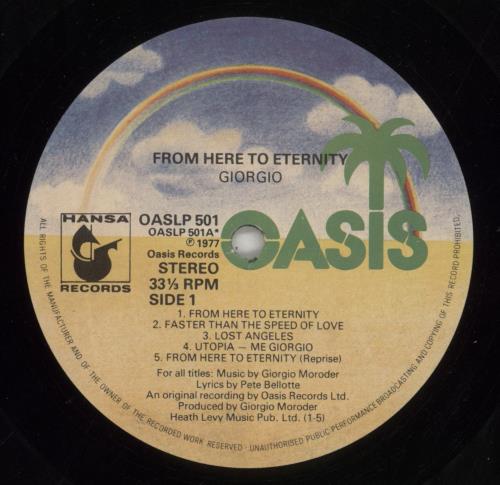 FROM HERE TO ETERNITY
GIORGIO
OASIS
HANSA
RECORDS
OASLP 501
OASLP 501A*
℗ 1977
Oasis Records
STEREO
33⅓ RPM
SIDE 1
1. FROM HERE TO ETERNITY
2. FASTER THAN THE SPEED OF LOVE
3. LOST ANGELES
4. UTOPIA — ME GIORGIO
5. FROM HERE TO ETERNITY (Reprise)
For all titles: Music by Giorgio Moroder
Lyrics by Pete Bellotte
An original recording by Oasis Records Ltd.
Produced by Giorgio Moroder
Heath Levy Music Pub. Ltd. (1-5)
ALL RIGHTS OF THE MANUFACTURER AND OF THE OWNER OF THE RECORDED WORK RESERVED · UNAUTHORISED PUBLIC PERFORMANCE BROADCASTING AND COPYING OF THIS RECORD PROHIBITED.